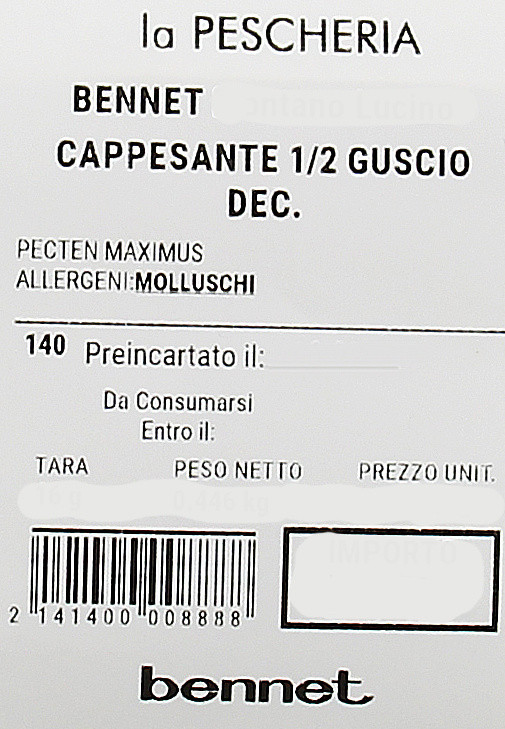 la PESCHERIA
BENNET
CAPPESANTE 1/2 GUSCIO
DEC.
PECTEN MAXIMUS
ALLERGENI:MOLLUSCHI
140 Preincartato il:
Da Consumarsi
Entro il:
TARA PESO NETTO PREZZO UNIT.
IMPORTO
2 141400 008888
bennet